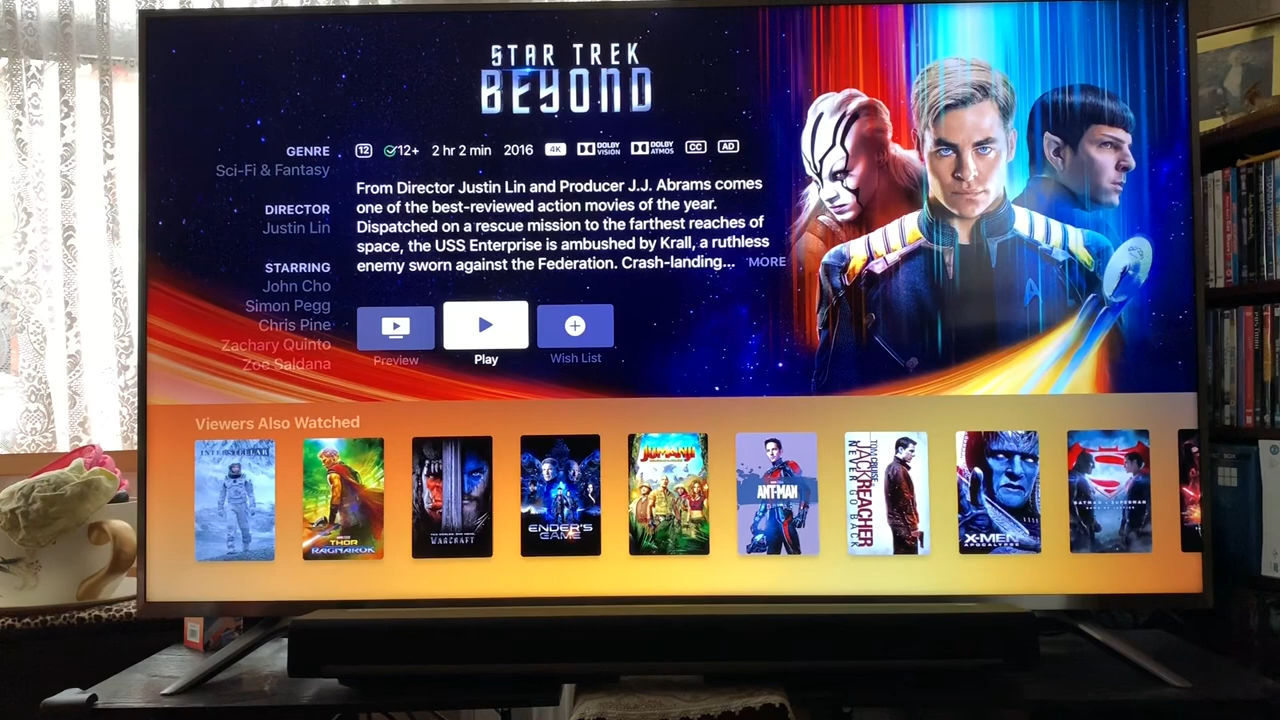 STAR TREK
BEYOND
GENRE
Sci-Fi & Fantasy
DIRECTOR
Justin Lin
STARRING
John Cho
Simon Pegg
Chris Pine
Zachary Quinto
Zoe Saldana
12 12+ 2 hr 2 min 2016 4K DOLBY VISION DOLBY ATMOS CC AD
From Director Justin Lin and Producer J.J. Abrams comes
one of the best-reviewed action movies of the year.
Dispatched on a rescue mission to the farthest reaches of
space, the USS Enterprise is ambushed by Krall, a ruthless
enemy sworn against the Federation. Crash-landing... MORE
Preview
Play
Wish List
Viewers Also Watched
INTERSTELLAR
THOR
RAGNAROK
WARCRAFT
ENDER'S
GAME
JUMANJI
ANT-MAN
TOM CRUISE
JACK REACHER
NEVER GO BACK
X-MEN
APOCALYPSE
BATMAN V SUPERMAN
DAWN OF JUSTICE